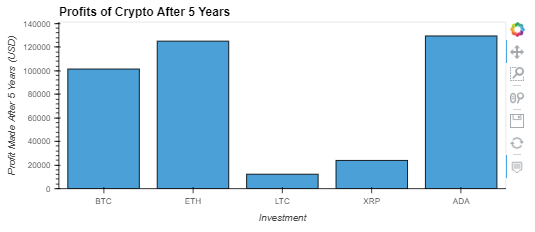 Profits of Crypto After 5 Years
Profit Made After 5 Years (USD)
140000
120000
100000
80000
60000
40000
20000
0
BTC ETH LTC XRP ADA
Investment